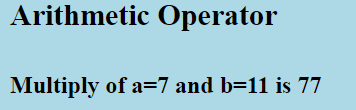 Arithmetic Operator
Multiply of a=7 and b=11 is 77